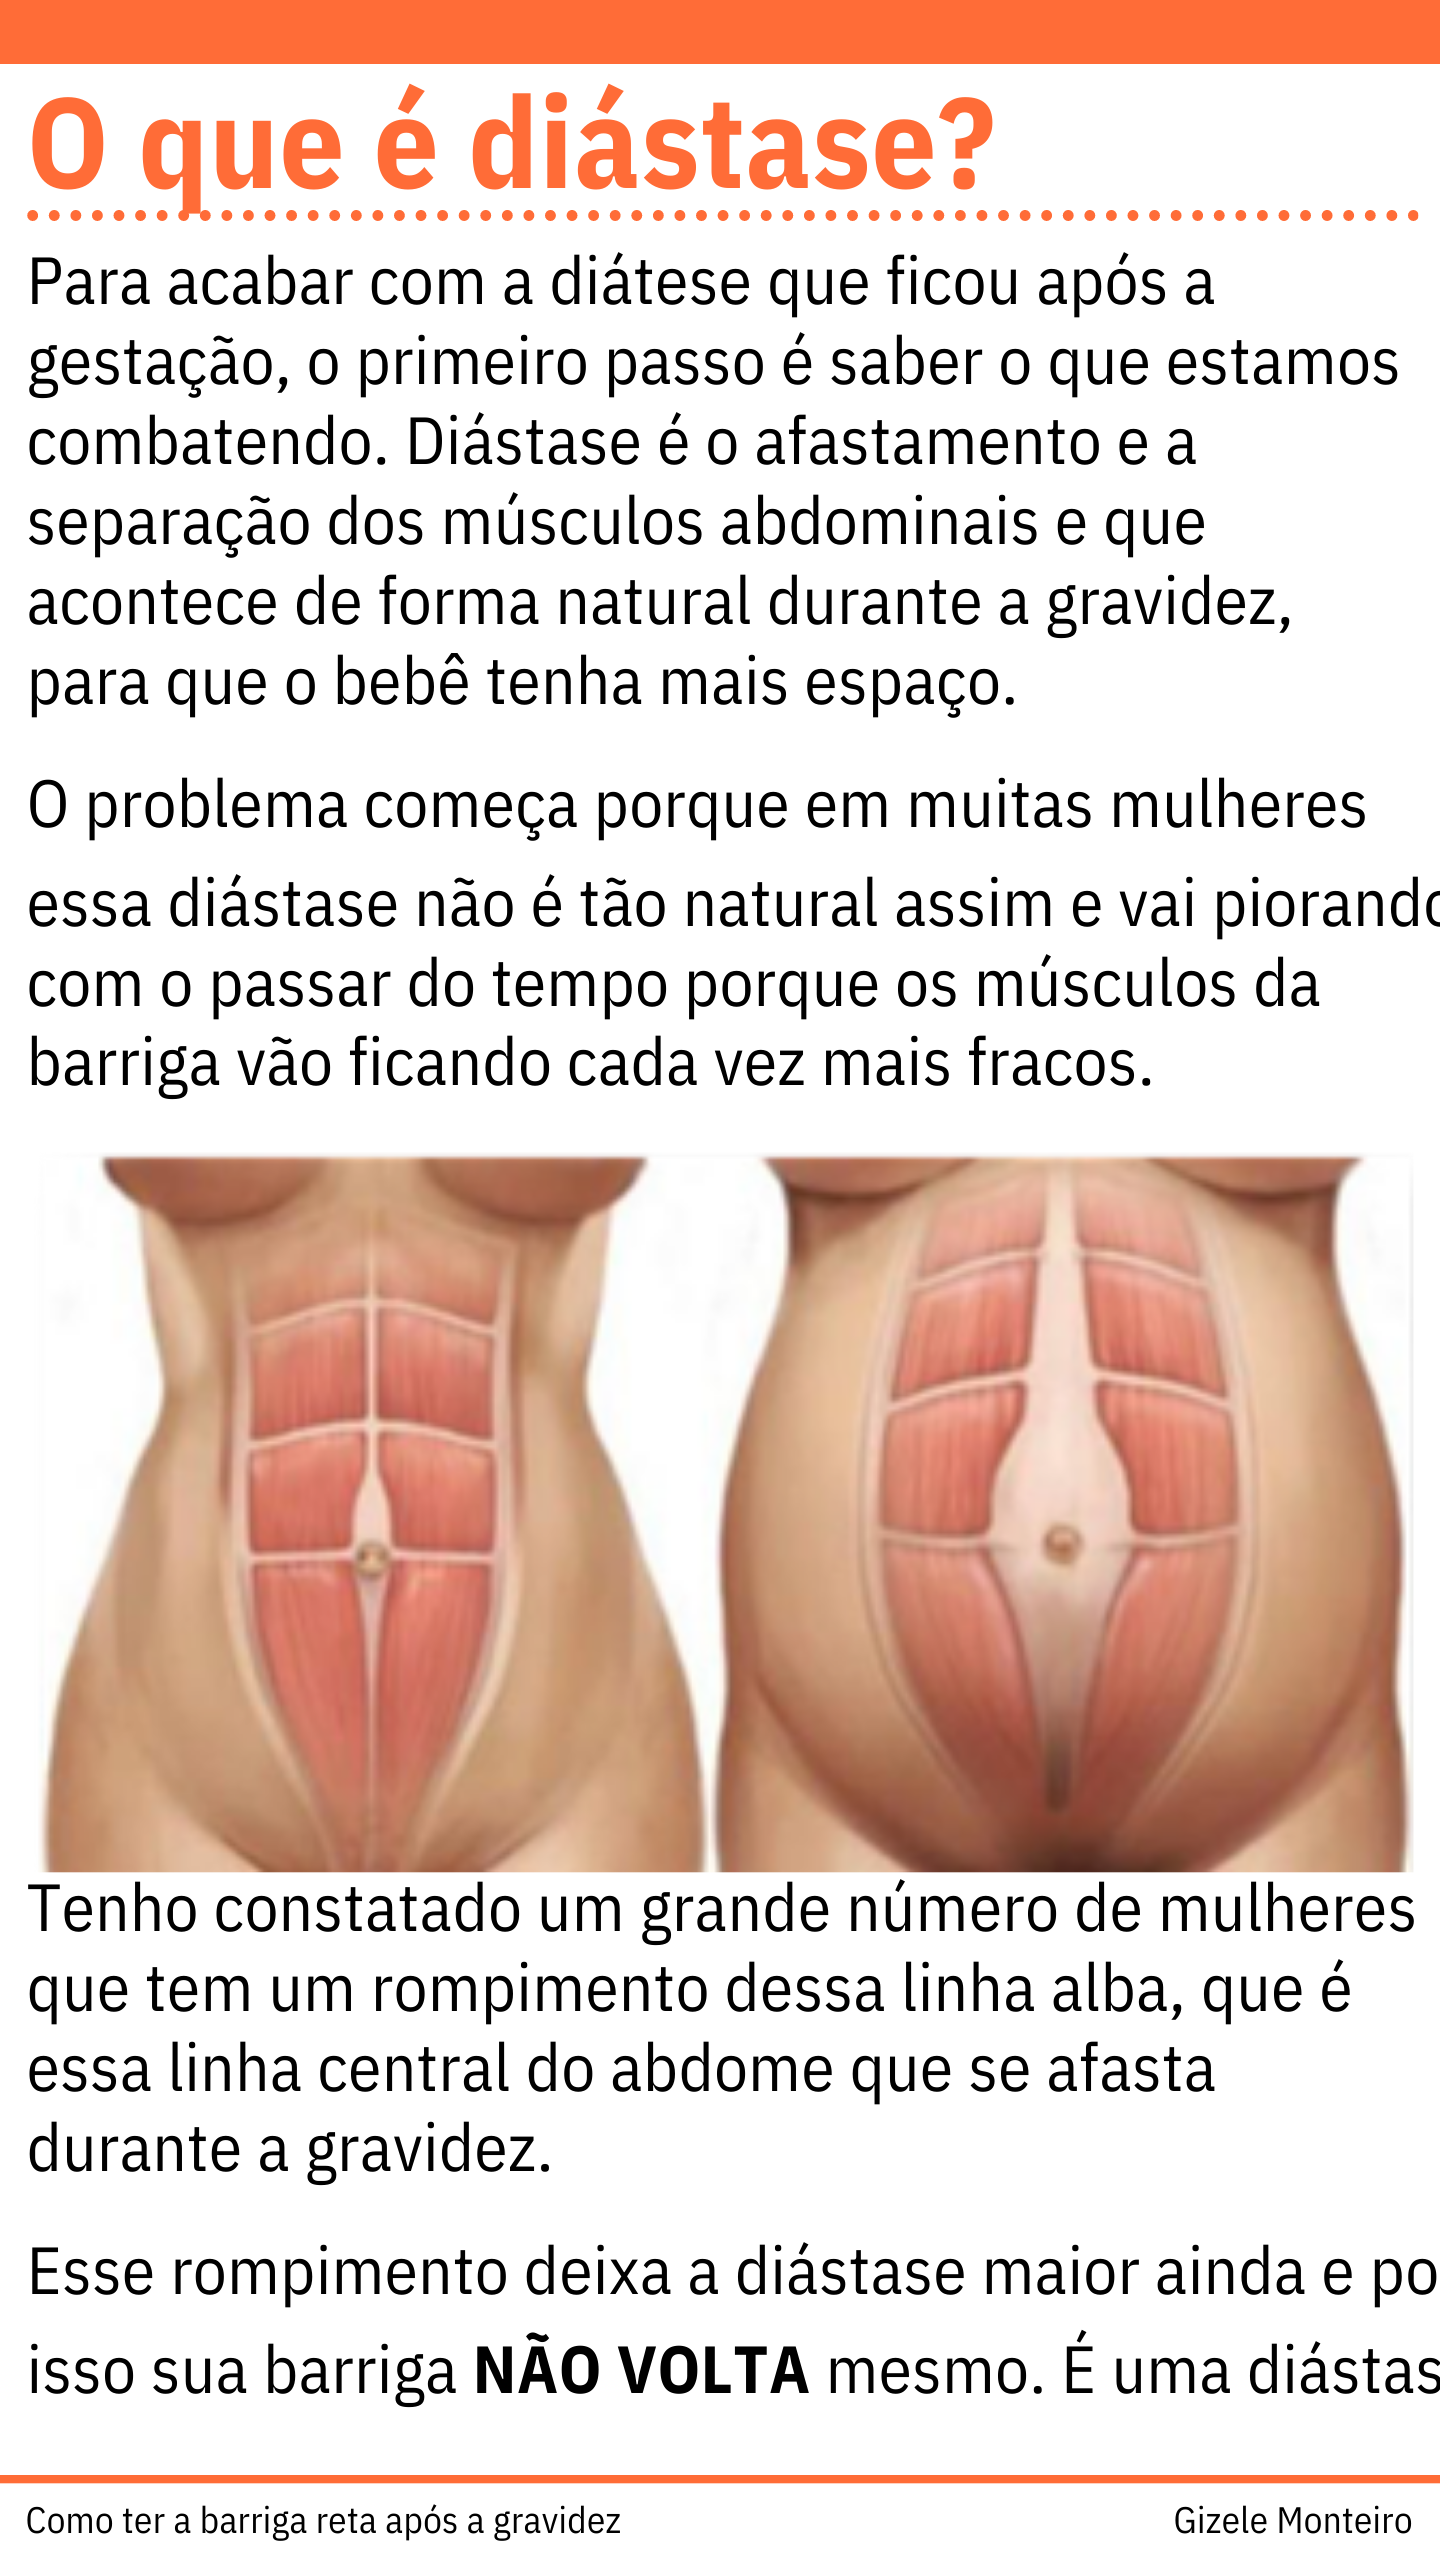 O que é diástase?
Para acabar com a diátese que ficou após a
gestação, o primeiro passo é saber o que estamos
combatendo. Diástase é o afastamento e a
separação dos músculos abdominais e que
acontece de forma natural durante a gravidez,
para que o bebê tenha mais espaço.
O problema começa porque em muitas mulheres
essa diástase não é tão natural assim e vai piorando
com o passar do tempo porque os músculos da
barriga vão ficando cada vez mais fracos.
Tenho constatado um grande número de mulheres
que tem um rompimento dessa linha alba, que é
essa linha central do abdome que se afasta
durante a gravidez.
Esse rompimento deixa a diástase maior ainda e po
isso sua barriga NÃO VOLTA mesmo. É uma diástas
Como ter a barriga reta após a gravidez
Gizele Monteiro